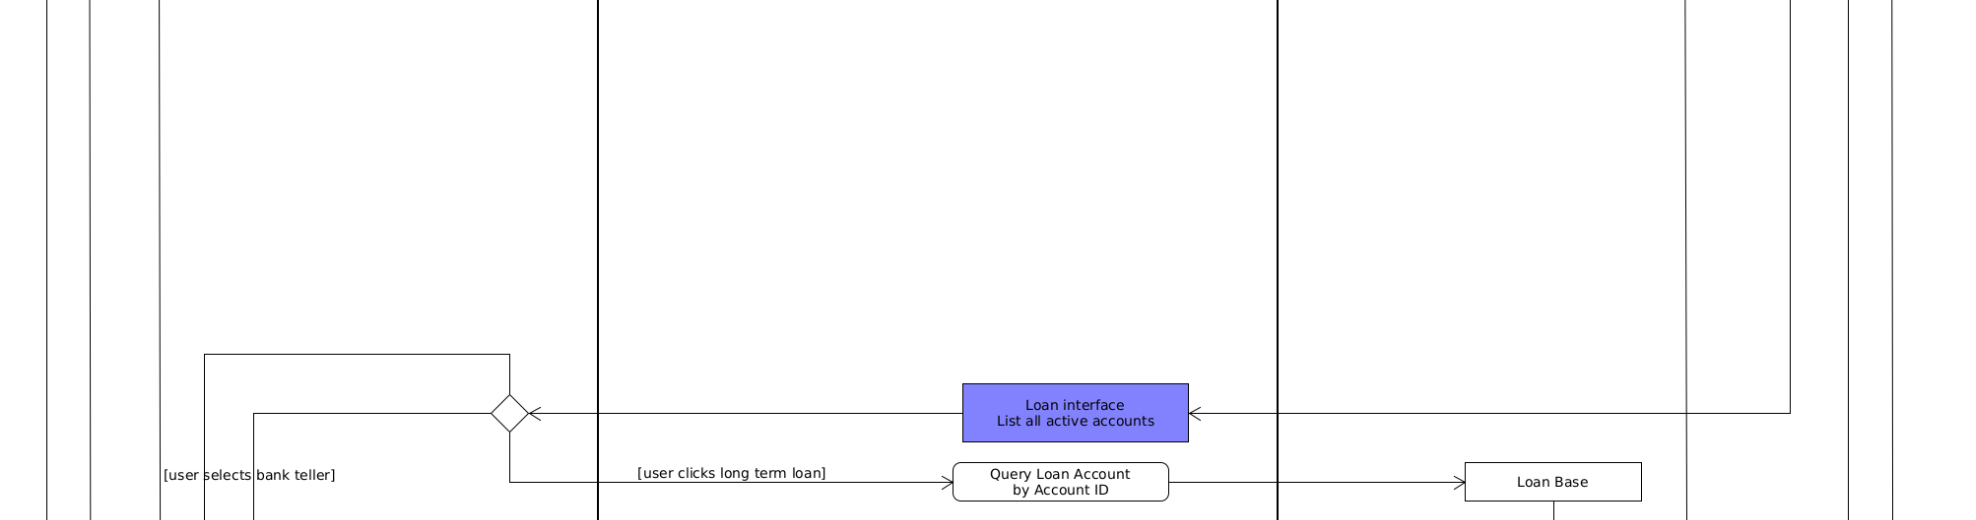 Loan interface
List all active accounts
[user selects bank teller]
[user clicks long term loan]
Query Loan Account
by Account ID
Loan Base